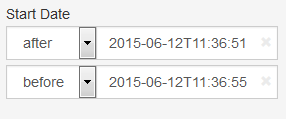 Start Date
after 2015-06-12T11:36:51 ×
before 2015-06-12T11:36:55 ×